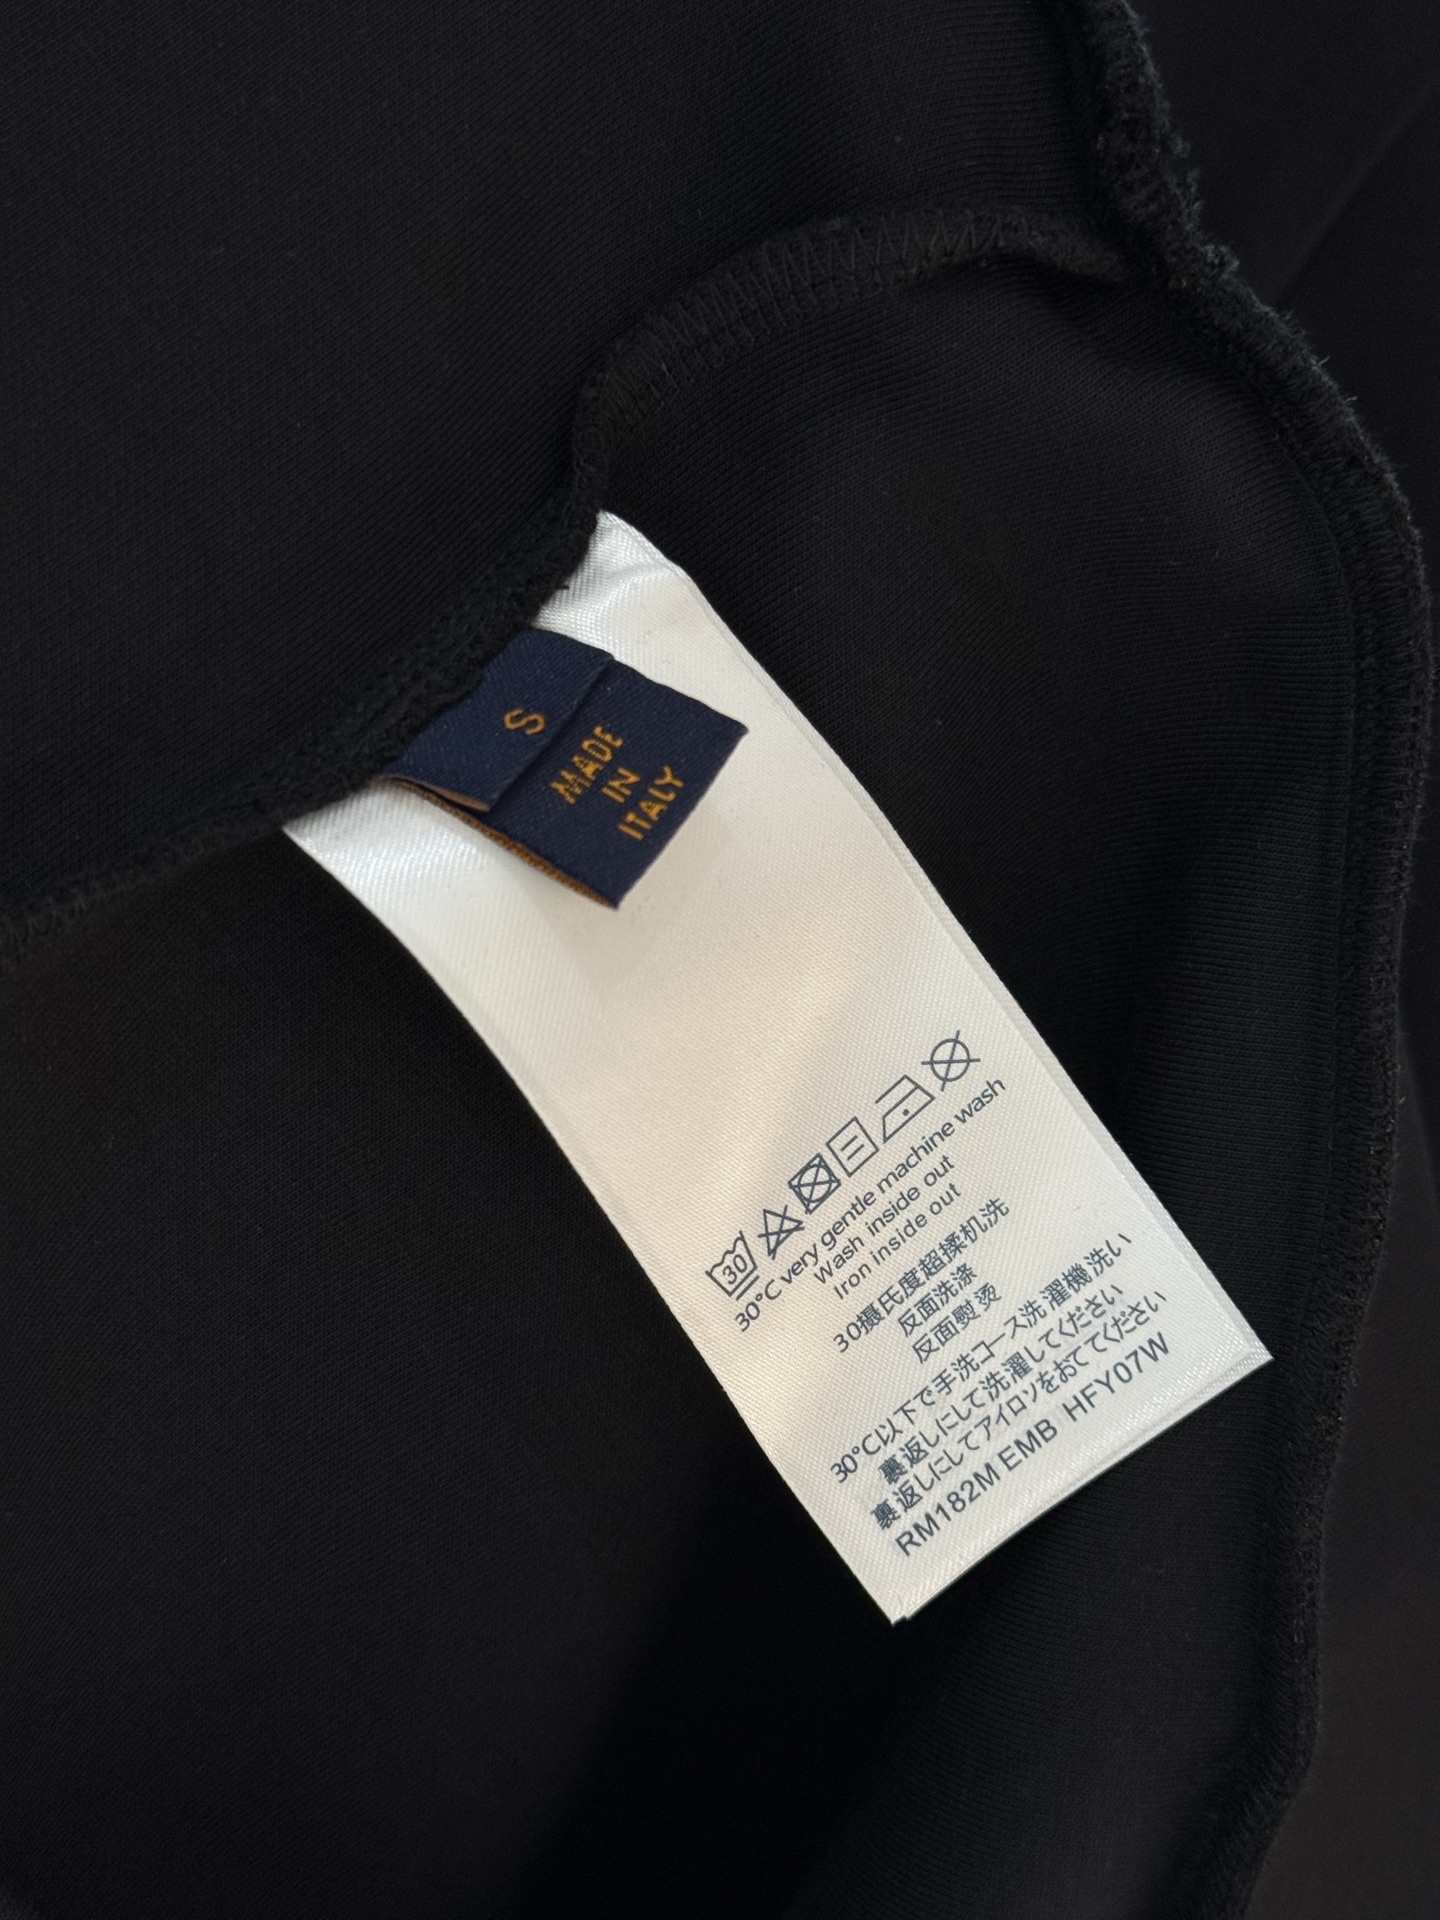 S
MADE
IN
ITALY
30
30°C very gentle machine wash
Wash inside out
Iron inside out
30摄氏度超揉机洗
反面洗涤
反面熨烫
30°C以下で手洗コース洗濯機洗い
裏返しにして洗濯してください
裏返しにしてアイロソをおててください
RM182M EMB HFY07W